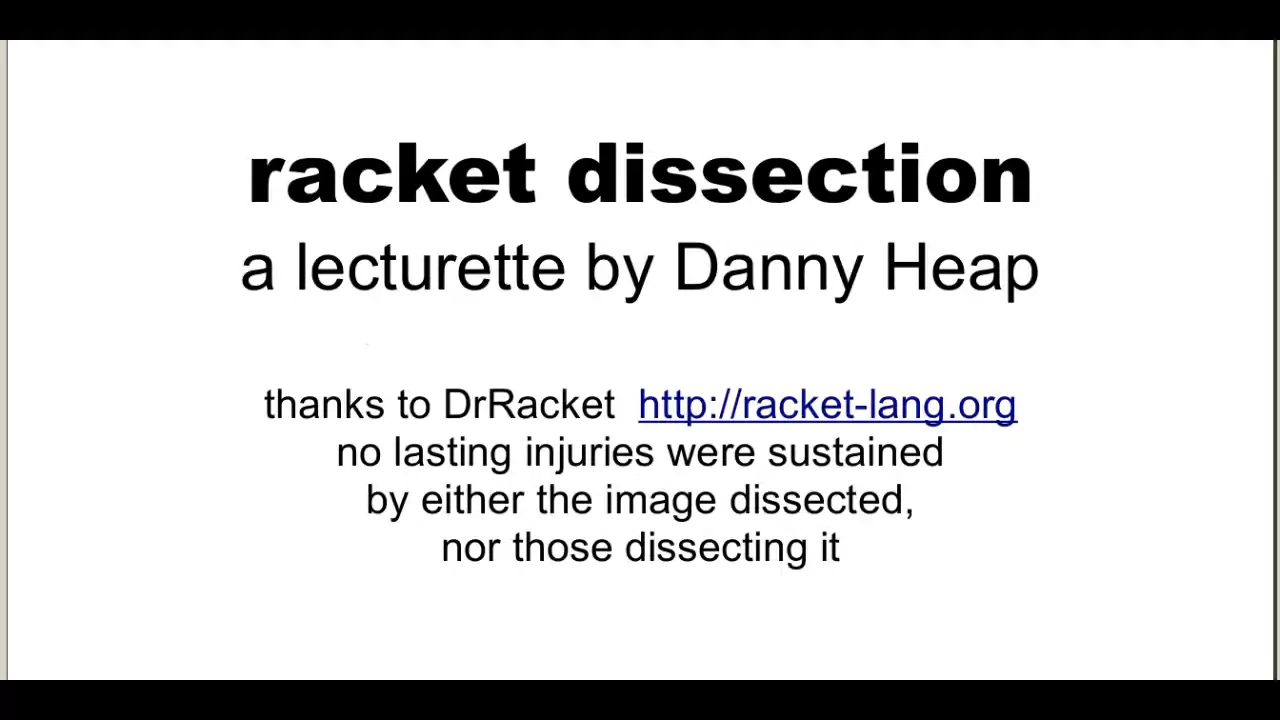 racket dissection
a lecturette by Danny Heap
thanks to DrRacket http://racket-lang.org
no lasting injuries were sustained
by either the image dissected,
nor those dissecting it